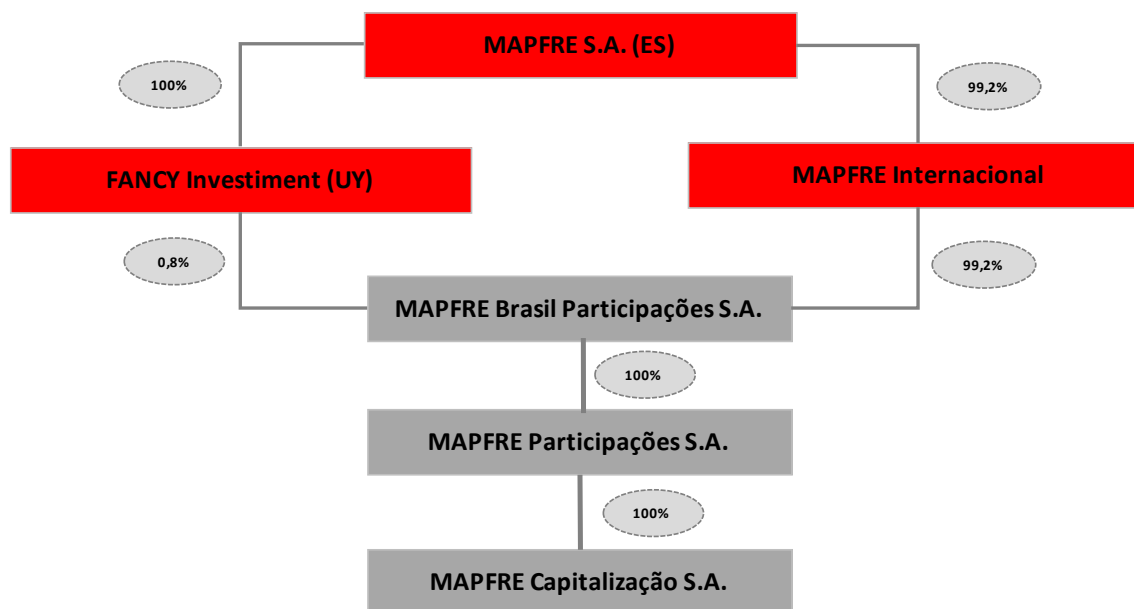 MAPFRE S.A. (ES)
100%
99,2%
FANCY Investiment (UY)
MAPFRE Internacional
0,8%
99,2%
MAPFRE Brasil Participações S.A.
100%
MAPFRE Participações S.A.
100%
MAPFRE Capitalização S.A.